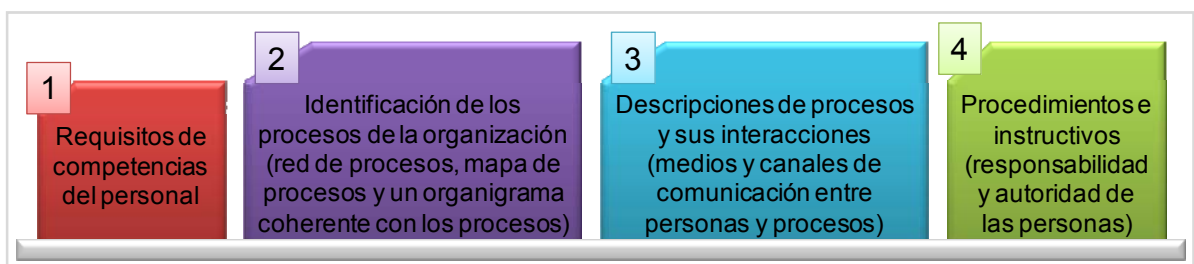 1
Requisitos de
competencias
del personal
2
Identificación de los
procesos de la organización
(red de procesos, mapa de
procesos y un organigrama
coherente con los procesos)
3
Descripciones de procesos
y sus interacciones
(medios y canales de
comunicación entre
personas y procesos)
4
Procedimientos e
instructivos
(responsabilidad
y autoridad de
las personas)